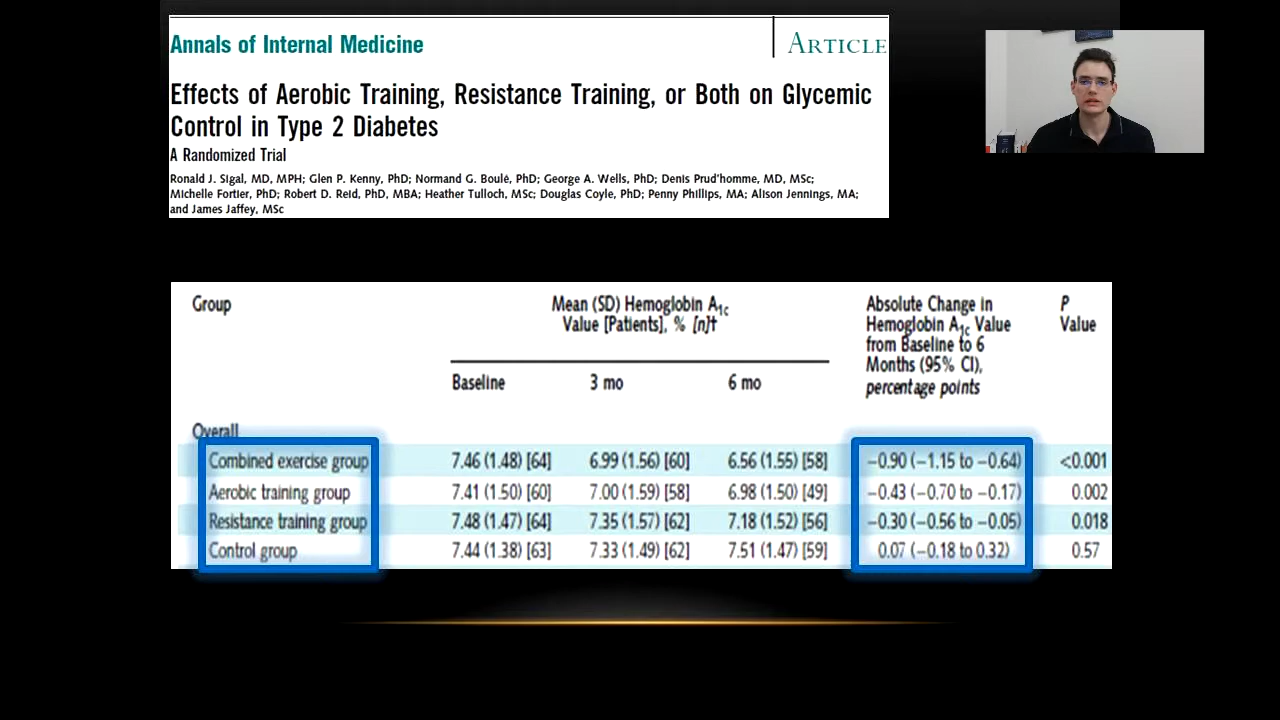 Annals of Internal Medicine
ARTICLE
Effects of Aerobic Training, Resistance Training, or Both on Glycemic
Control in Type 2 Diabetes
A Randomized Trial
Ronald J. Sigal, MD, MPH; Glen P. Kenny, PhD; Normand G. Boulé, PhD; George A. Wells, PhD; Denis Prud'homme, MD, MSc;
Michelle Fortier, PhD; Robert D. Reid, PhD, MBA; Heather Tulloch, MSc; Douglas Coyle, PhD; Penny Phillips, MA; Alison Jennings, MA;
and James Jaffey, MSc
Group Mean (SD) Hemoglobin A1c Absolute Change in P
Value [Patients], % [n]† Hemoglobin A1c Value Value
from Baseline to 6
Months (95% CI),
Baseline 3 mo 6 mo percentage points
Overall
Combined exercise group 7.46 (1.48) [64] 6.99 (1.56) [60] 6.56 (1.55) [58] −0.90 (−1.15 to −0.64) <0.001
Aerobic training group 7.41 (1.50) [60] 7.00 (1.59) [58] 6.98 (1.50) [49] −0.43 (−0.70 to −0.17) 0.002
Resistance training group 7.48 (1.47) [64] 7.35 (1.57) [62] 7.18 (1.52) [56] −0.30 (−0.56 to −0.05) 0.018
Control group 7.44 (1.38) [63] 7.33 (1.49) [62] 7.51 (1.47) [59] 0.07 (−0.18 to 0.32) 0.57